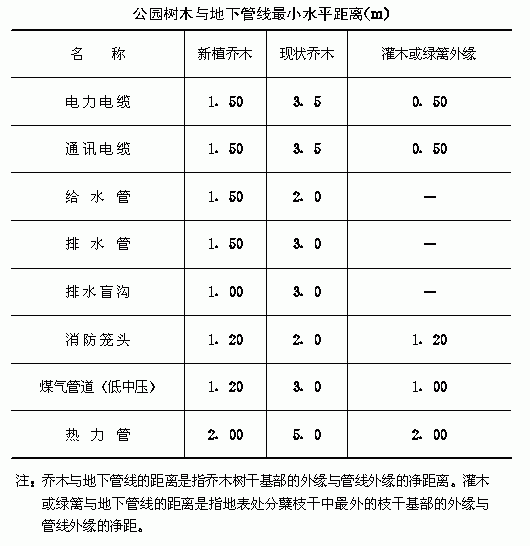 公园树木与地下管线最小水平距离(m)
名 称 新植乔木 现状乔木 灌木或绿篱外缘
电力电缆 1.50 3.5 0.50
通讯电缆 1.50 3.5 0.50
给水管 1.50 2.0 —
排水管 1.50 3.0 —
排水盲沟 1.00 3.0 —
消防笼头 1.20 2.0 1.20
煤气管道(低中压) 1.20 3.0 1.00
热力管 2.00 5.0 2.00
注:乔木与地下管线的距离是指乔木树干基部的外缘与管线外缘的净距离。灌木
或绿篱与地下管线的距离是指地表处分蘖枝干中最外的枝干基部的外缘与
管线外缘的净距。